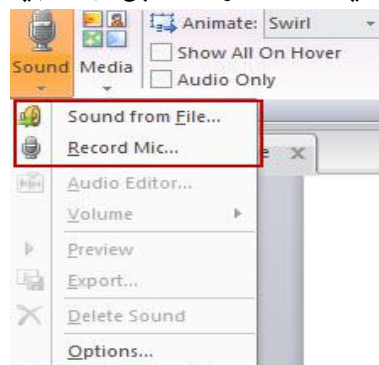 Animate: Swirl
Show All On Hover
Audio Only
Sound
Media
Sound from File...
Record Mic...
Audio Editor...
Volume
Preview
Export...
Delete Sound
Options...